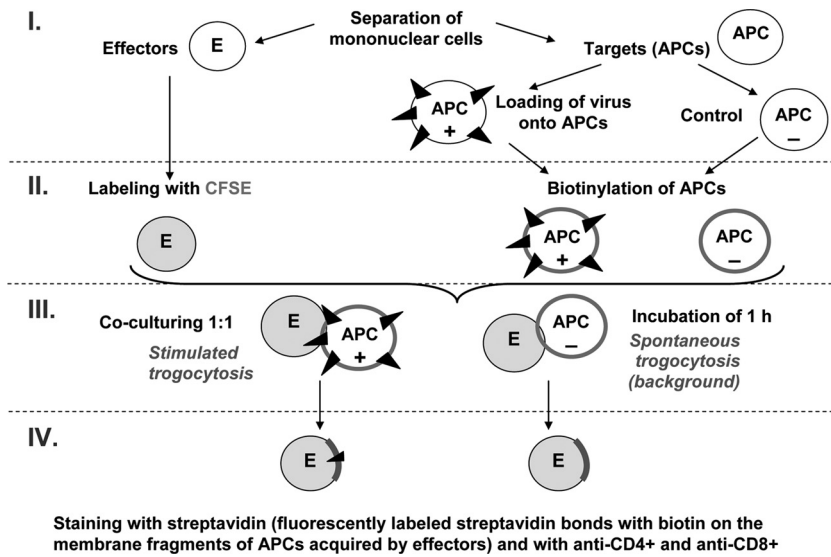 I.
Separation of
mononuclear cells
Effectors
E
Targets (APCs)
APC
APC
+
Loading of virus
onto APCs
Control
APC
–
II.
Labeling with CFSE
Biotinylation of APCs
E
APC
+
APC
–
III.
Co-culturing 1:1
Stimulated
trogocytosis
E
APC
+
E
APC
–
Incubation of 1 h
Spontaneous
trogocytosis
(background)
IV.
E
E
Staining with streptavidin (fluorescently labeled streptavidin bonds with biotin on the
membrane fragments of APCs acquired by effectors) and with anti-CD4+ and anti-CD8+